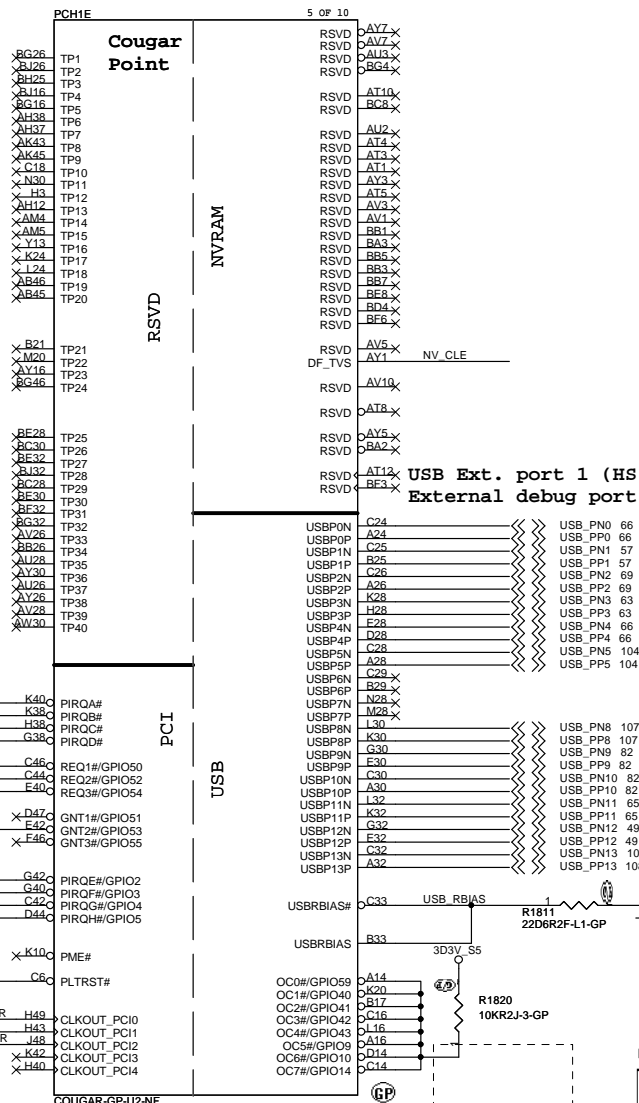 PCH1E 5 OF 10
Cougar
Point
RSVD
NVRAM
PCI
USB
BG26 TP1
BJ26 TP2
BH25 TP3
BJ16 TP4
BG16 TP5
AH38 TP6
AH37 TP7
AK43 TP8
AK45 TP9
C18 TP10
N30 TP11
H3 TP12
AH12 TP13
AM4 TP14
AM5 TP15
Y13 TP16
K24 TP17
L24 TP18
AB46 TP19
AB45 TP20
B21 TP21
M20 TP22
AY16 TP23
BG46 TP24
BE28 TP25
BC30 TP26
BE32 TP27
BJ32 TP28
BC28 TP29
BE30 TP30
BF32 TP31
BG32 TP32
AV26 TP33
BB26 TP34
AU28 TP35
AY30 TP36
AU26 TP37
AY26 TP38
AV28 TP39
AW30 TP40
K40 PIRQA#
K38 PIRQB#
H38 PIRQC#
G38 PIRQD#
C46 REQ1#/GPIO50
C44 REQ2#/GPIO52
E40 REQ3#/GPIO54
D47 GNT1#/GPIO51
E42 GNT2#/GPIO53
F46 GNT3#/GPIO55
G42 PIRQE#/GPIO2
G40 PIRQF#/GPIO3
C42 PIRQG#/GPIO4
D44 PIRQH#/GPIO5
K10 PME#
C6 PLTRST#
R H49 CLKOUT_PCI0
H43 CLKOUT_PCI1
R J48 CLKOUT_PCI2
K42 CLKOUT_PCI3
H40 CLKOUT_PCI4
RSVD AY7
RSVD AV7
RSVD AU3
RSVD BG4
RSVD AT10
RSVD BC8
RSVD AU2
RSVD AT4
RSVD AT3
RSVD AT1
RSVD AY3
RSVD AT5
RSVD AV3
RSVD AV1
RSVD BB1
RSVD BA3
RSVD BB5
RSVD BB3
RSVD BB7
RSVD BE8
RSVD BD4
RSVD BF6
RSVD AV5
DF_TVS AY1 NV_CLE
RSVD AV10
RSVD AT8
RSVD AY5
RSVD BA2
RSVD AT12
RSVD BF3
USB Ext. port 1 (HS
External debug port
USBP0N C24 USB_PN0 66
USBP0P A24 USB_PP0 66
USBP1N C25 USB_PN1 57
USBP1P B25 USB_PP1 57
USBP2N C26 USB_PN2 69
USBP2P A26 USB_PP2 69
USBP3N K28 USB_PN3 63
USBP3P H28 USB_PP3 63
USBP4N E28 USB_PN4 66
USBP4P D28 USB_PP4 66
USBP5N C28 USB_PN5 104
USBP5P A28 USB_PP5 104
USBP6N C29
USBP6P B29
USBP7N N28
USBP7P M28
USBP8N L30 USB_PN8 107
USBP8P K30 USB_PP8 107
USBP9N G30 USB_PN9 82
USBP9P E30 USB_PP9 82
USBP10N C30 USB_PN10 82
USBP10P A30 USB_PP10 82
USBP11N L32 USB_PN11 65
USBP11P K32 USB_PP11 65
USBP12N G32 USB_PN12 49
USBP12P E32 USB_PP12 49
USBP13N C32 USB_PN13 10
USBP13P A32 USB_PP13 10
USBRBIAS# C33 USB_RBIAS 1
R1811
22D6R2F-L1-GP
USBRBIAS B33
3D3V_S5
R1820
10KR2J-3-GP
1
OC0#/GPIO59 A14
OC1#/GPIO40 K20
OC2#/GPIO41 B17
OC3#/GPIO42 C16
OC4#/GPIO43 L16
OC5#/GPIO9 A16
OC6#/GPIO10 D14
OC7#/GPIO14 C14
COUGAR-GP-U2-NF
GP